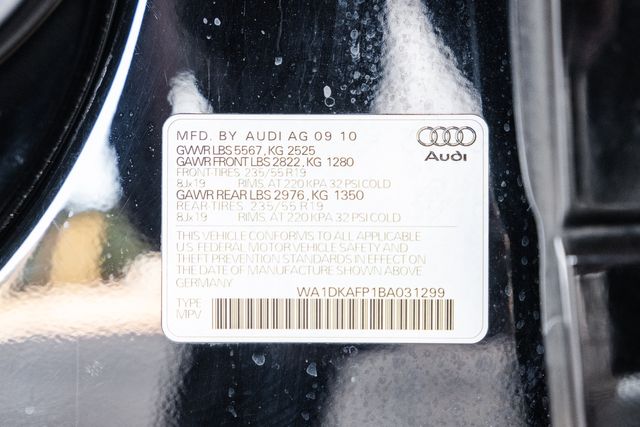 MFD. BY AUDI AG 09 10
GVWR LBS 5567, KG 2525
GAWR FRONT LBS 2822, KG 1280
FRONT-TIRES 235/55 R19
8Jx19 RIMS AT 220 KPA 32 PSI COLD
GAWR REAR LBS 2976, KG 1350
REAR-TIRES 235/55 R19
8Jx19 RIMS AT 220 KPA 32 PSI COLD
Audi
THIS VEHICLE CONFORMS TO ALL APPLICABLE
U.S. FEDERAL MOTOR VEHICLE SAFETY AND
THEFT PREVENTION STANDARDS IN EFFECT ON
THE DATE OF MANUFACTURE SHOWN ABOVE
GERMANY
WA1DKAFP1BA031299
TYPE
MPV